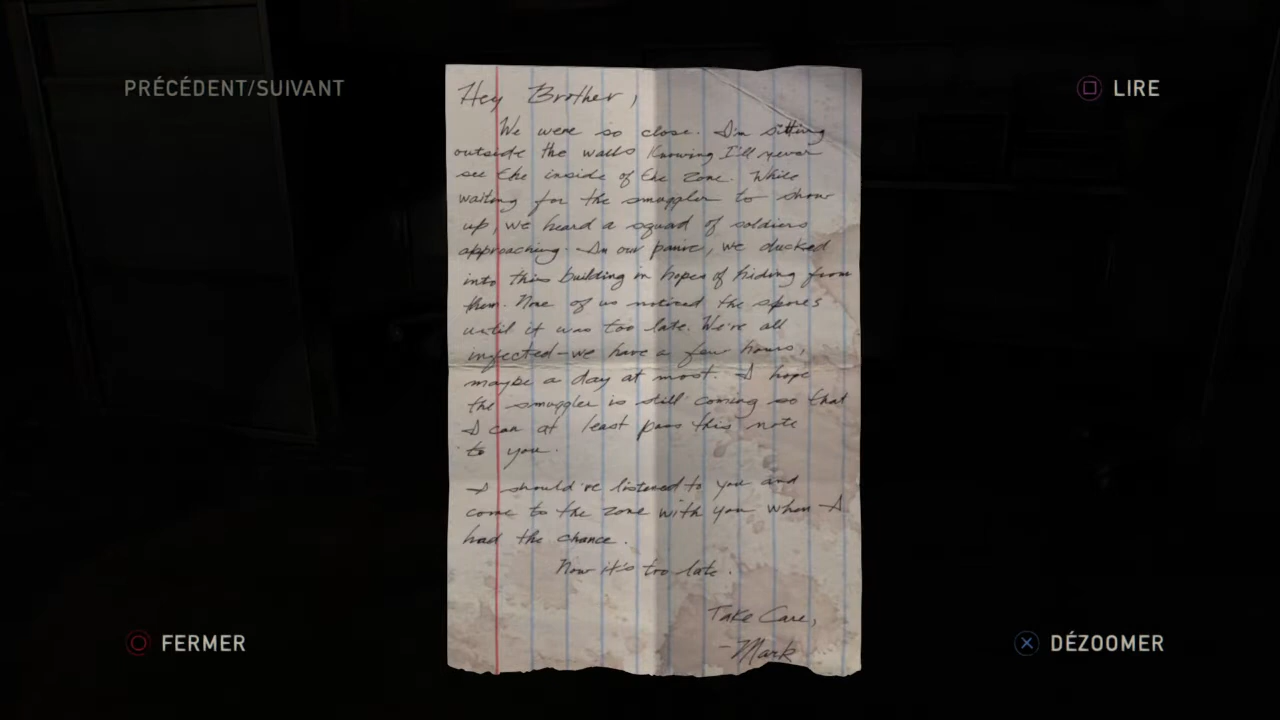 PRÉCÉDENT/SUIVANT
LIRE
Hey Brother,
We were so close. I'm sitting
outside the walls knowing I'll never
see the inside of the zone. While
waiting for the smuggler to show
up, we heard a squad of soldiers
approaching. In our panic, we ducked
into this building in hopes of hiding from
them. None of us noticed the spores
until it was too late. We're all
infected-we have a few hours,
maybe a day at most. I hope
the smuggler is still coming so that
I can at least pass this note
to you.
I should've listened to you and
come to the zone with you when I
had the chance.
Now it's too late.
Take Care,
-Mark
FERMER
DÉZOOMER